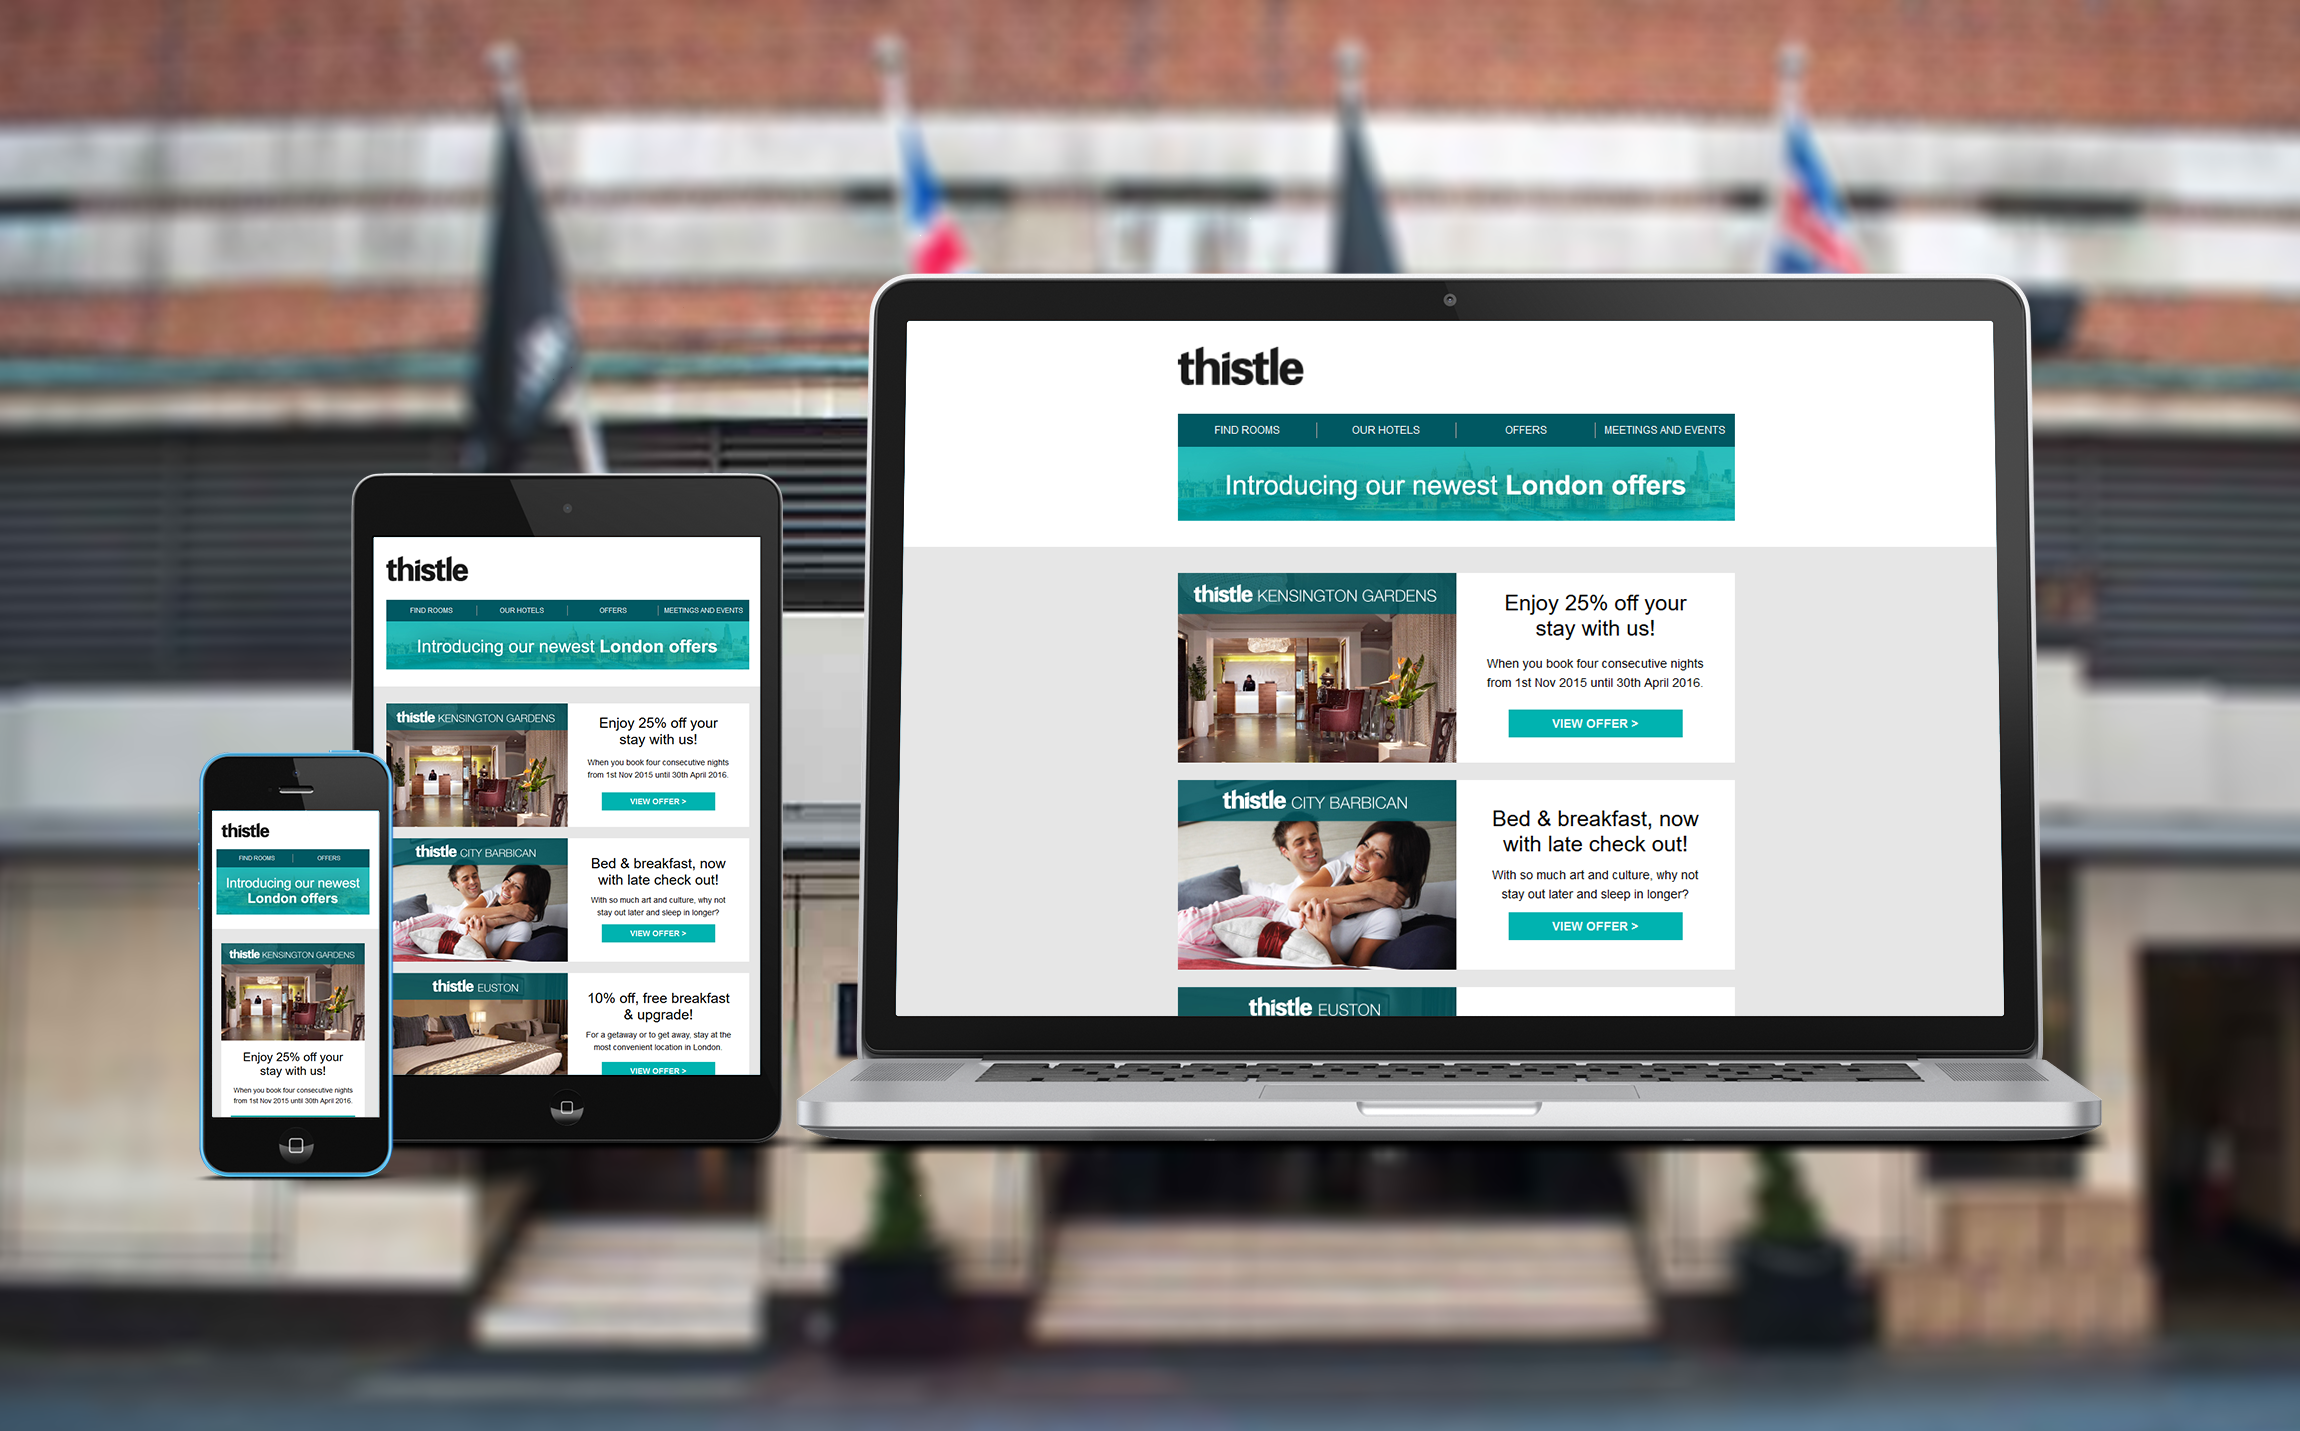 thistle
FIND ROOMS
OUR HOTELS
OFFERS
MEETINGS AND EVENTS
Introducing our newest London offers
thistle KENSINGTON GARDENS
Enjoy 25% off your
stay with us!
When you book four consecutive nights
from 1st Nov 2015 until 30th April 2016.
VIEW OFFER >
thistle CITY BARBICAN
Bed & breakfast, now
with late check out!
With so much art and culture, why not
stay out later and sleep in longer?
VIEW OFFER >
thistle EUSTON
thistle
FIND ROOMS
OUR HOTELS
OFFERS
MEETINGS AND EVENTS
Introducing our newest London offers
thistle KENSINGTON GARDENS
Enjoy 25% off your
stay with us!
When you book four consecutive nights
from 1st Nov 2015 until 30th April 2016.
VIEW OFFER >
thistle CITY BARBICAN
Bed & breakfast, now
with late check out!
With so much art and culture, why not
stay out later and sleep in longer?
VIEW OFFER >
thistle EUSTON
10% off, free breakfast
& upgrade!
For a getaway or to get away, stay at the
most convenient location in London.
VIEW OFFER >
thistle
FIND ROOMS
OFFERS
Introducing our newest
London offers
thistle KENSINGTON GARDENS
Enjoy 25% off your
stay with us!
When you book four consecutive nights
from 1st Nov 2015 until 30th April 2016.